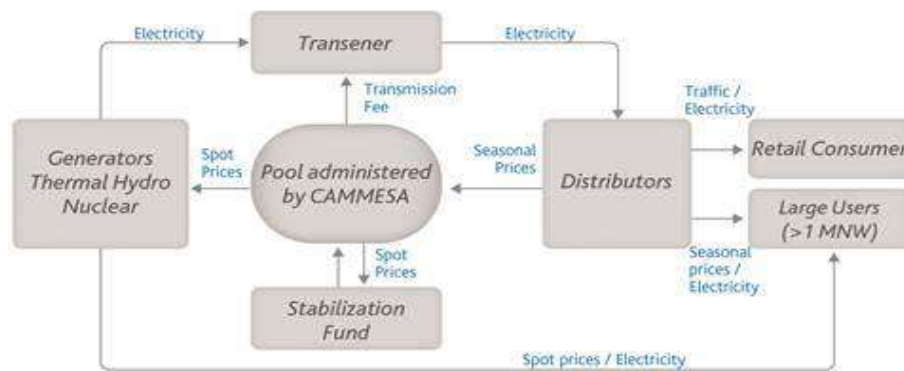 Electricity
Transener
Electricity
Transmission
Fee
Traffic /
Electricity
Generators
Thermal Hydro
Nuclear
Spot
Prices
Pool administered
by CAMMESA
Seasonal
Prices
Distributors
Retail Consumer
Large Users
(>1 MNW)
Spot
Prices
Seasonal
prices /
Electricity
Stabilization
Fund
Spot prices / Electricity